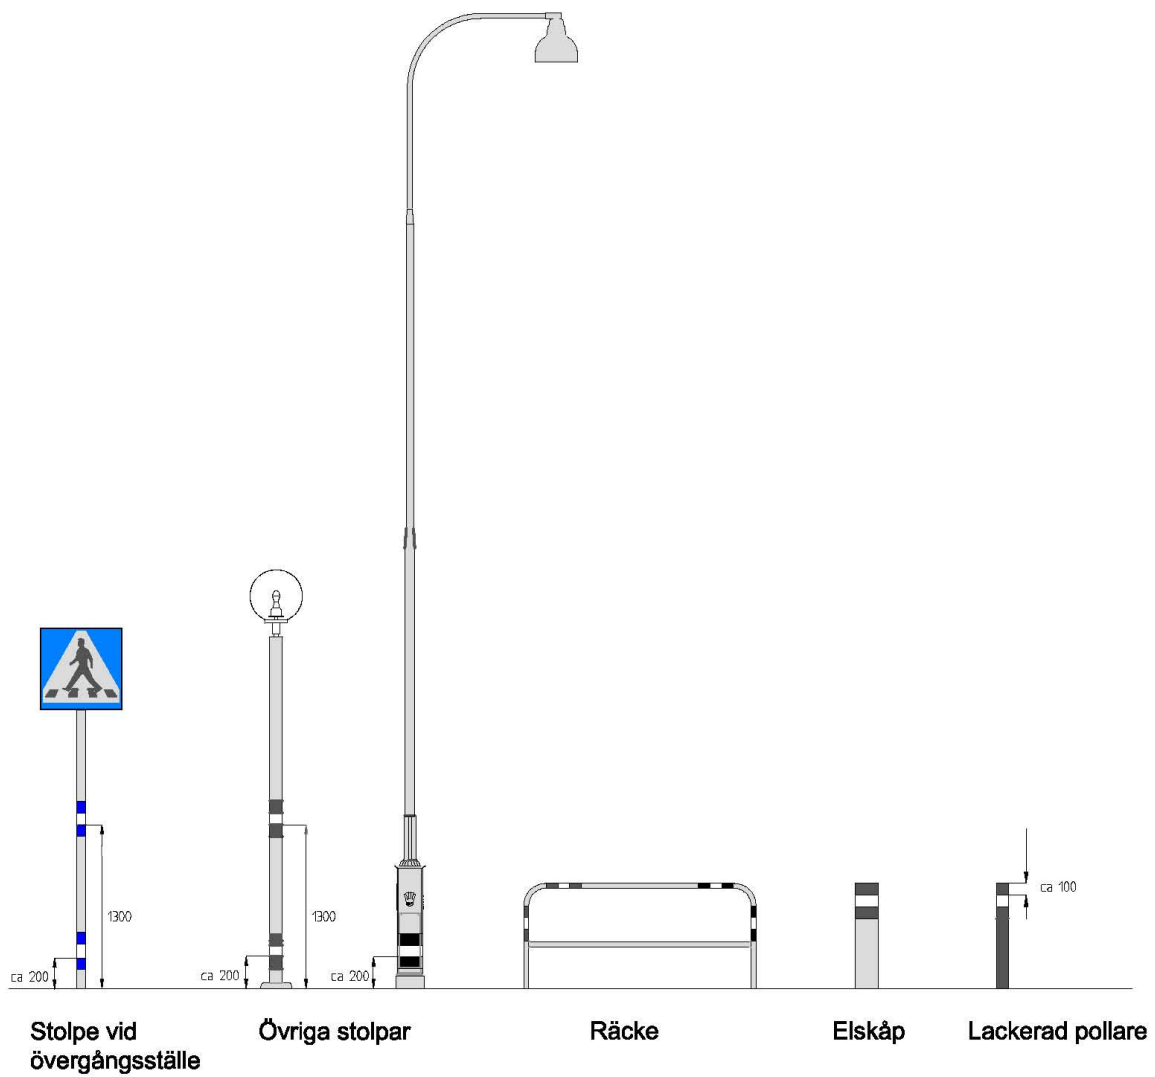 1300
ca 200
1300
ca 200
ca 200
ca 100
Stolpe vid
övergångsställe
Övriga stolpar
Räcke
Elskåp
Lackerad pollare